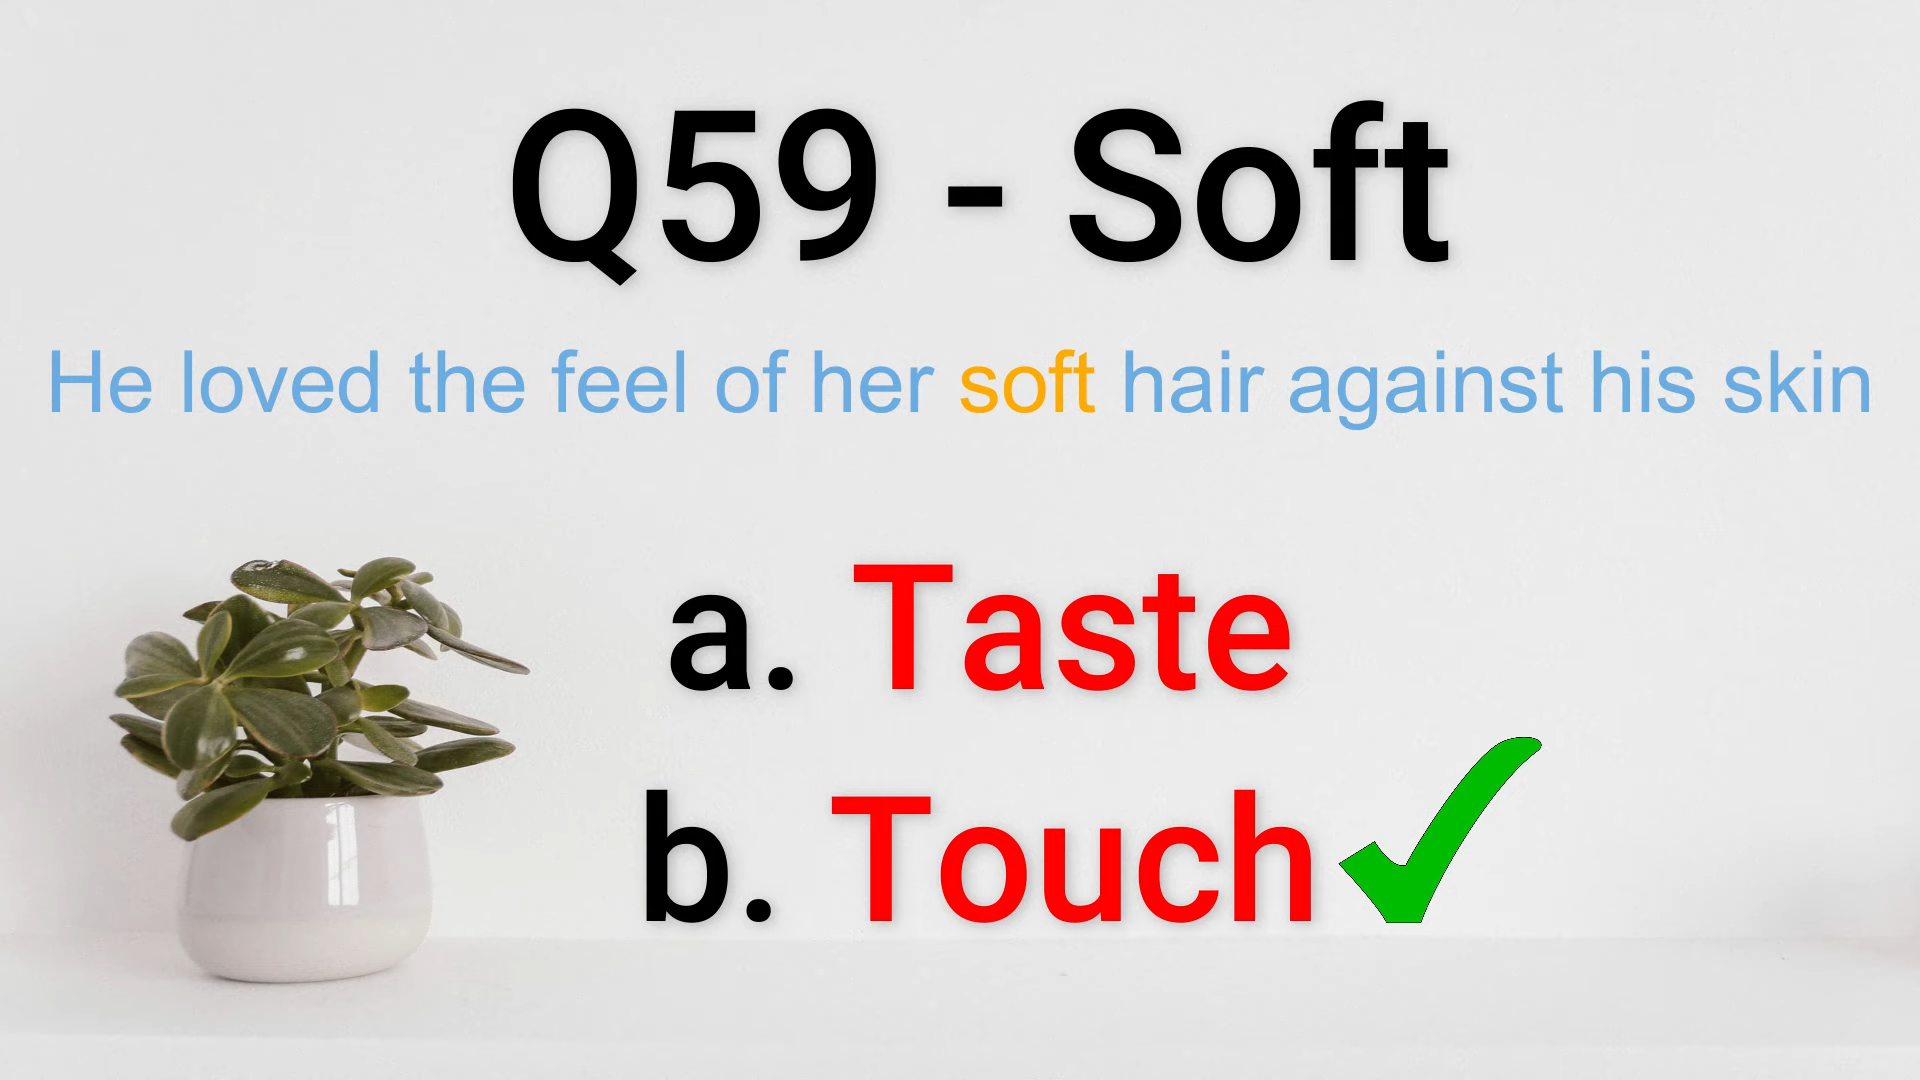 Q59 - Soft
He loved the feel of her soft hair against his skin
a. Taste
b. Touch